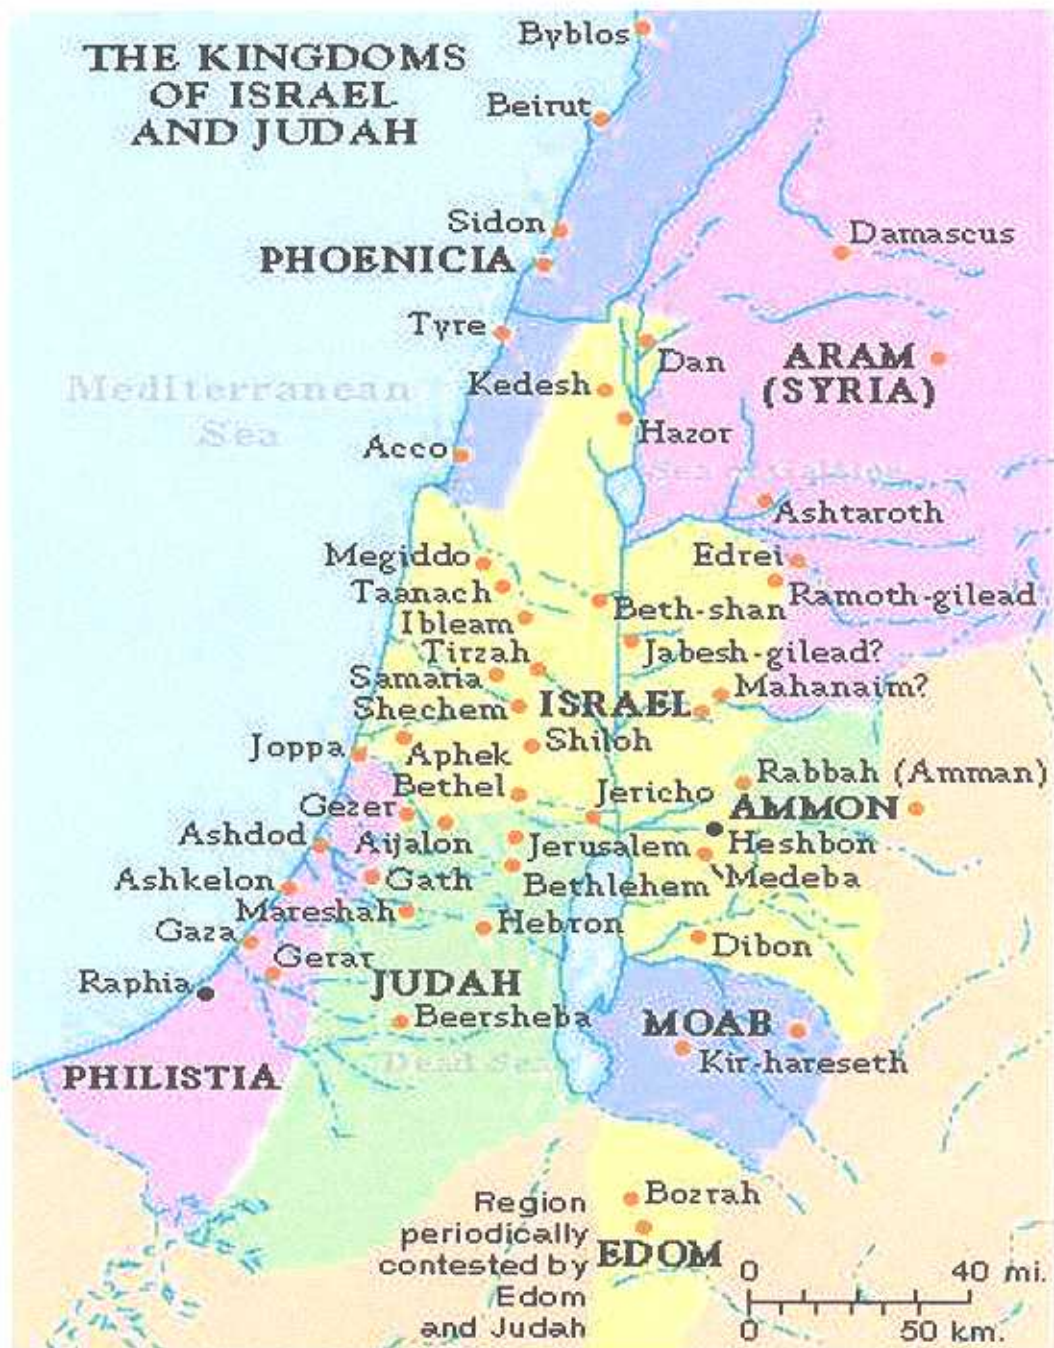 THE KINGDOMS
OF ISRAEL
AND JUDAH
Byblos
Beirut
Sidon
PHOENICIA
Damascus
Tyre
Dan
ARAM
(SYRIA)
Mediterranean
Sea
Kedesh
Hazor
Acco
Sea of Galilee
Ashtaroth
Megiddo
Edrei
Taanach
Beth-shan
Ramoth-gilead
Ibleam
Tirzah
Jabesh-gilead?
Samaria
Mahanaim?
Shechem
ISRAEL
Joppa
Aphek
Shiloh
Bethel
Jericho
Rabbah (Amman)
Gezer
AMMON
Ashdod
Aijalon
Jerusalem
Heshbon
Ashkelon
Gath
Bethlehem
Medeba
Mareshah
Hebron
Gaza
Gerar
Dibon
Raphia
JUDAH
Beersheba
MOAB
Dead Sea
Kir-hareseth
PHILISTIA
Bozrah
EDOM
Region
periodically
contested by
Edom
and Judah
0 40 mi.
0 50 km.